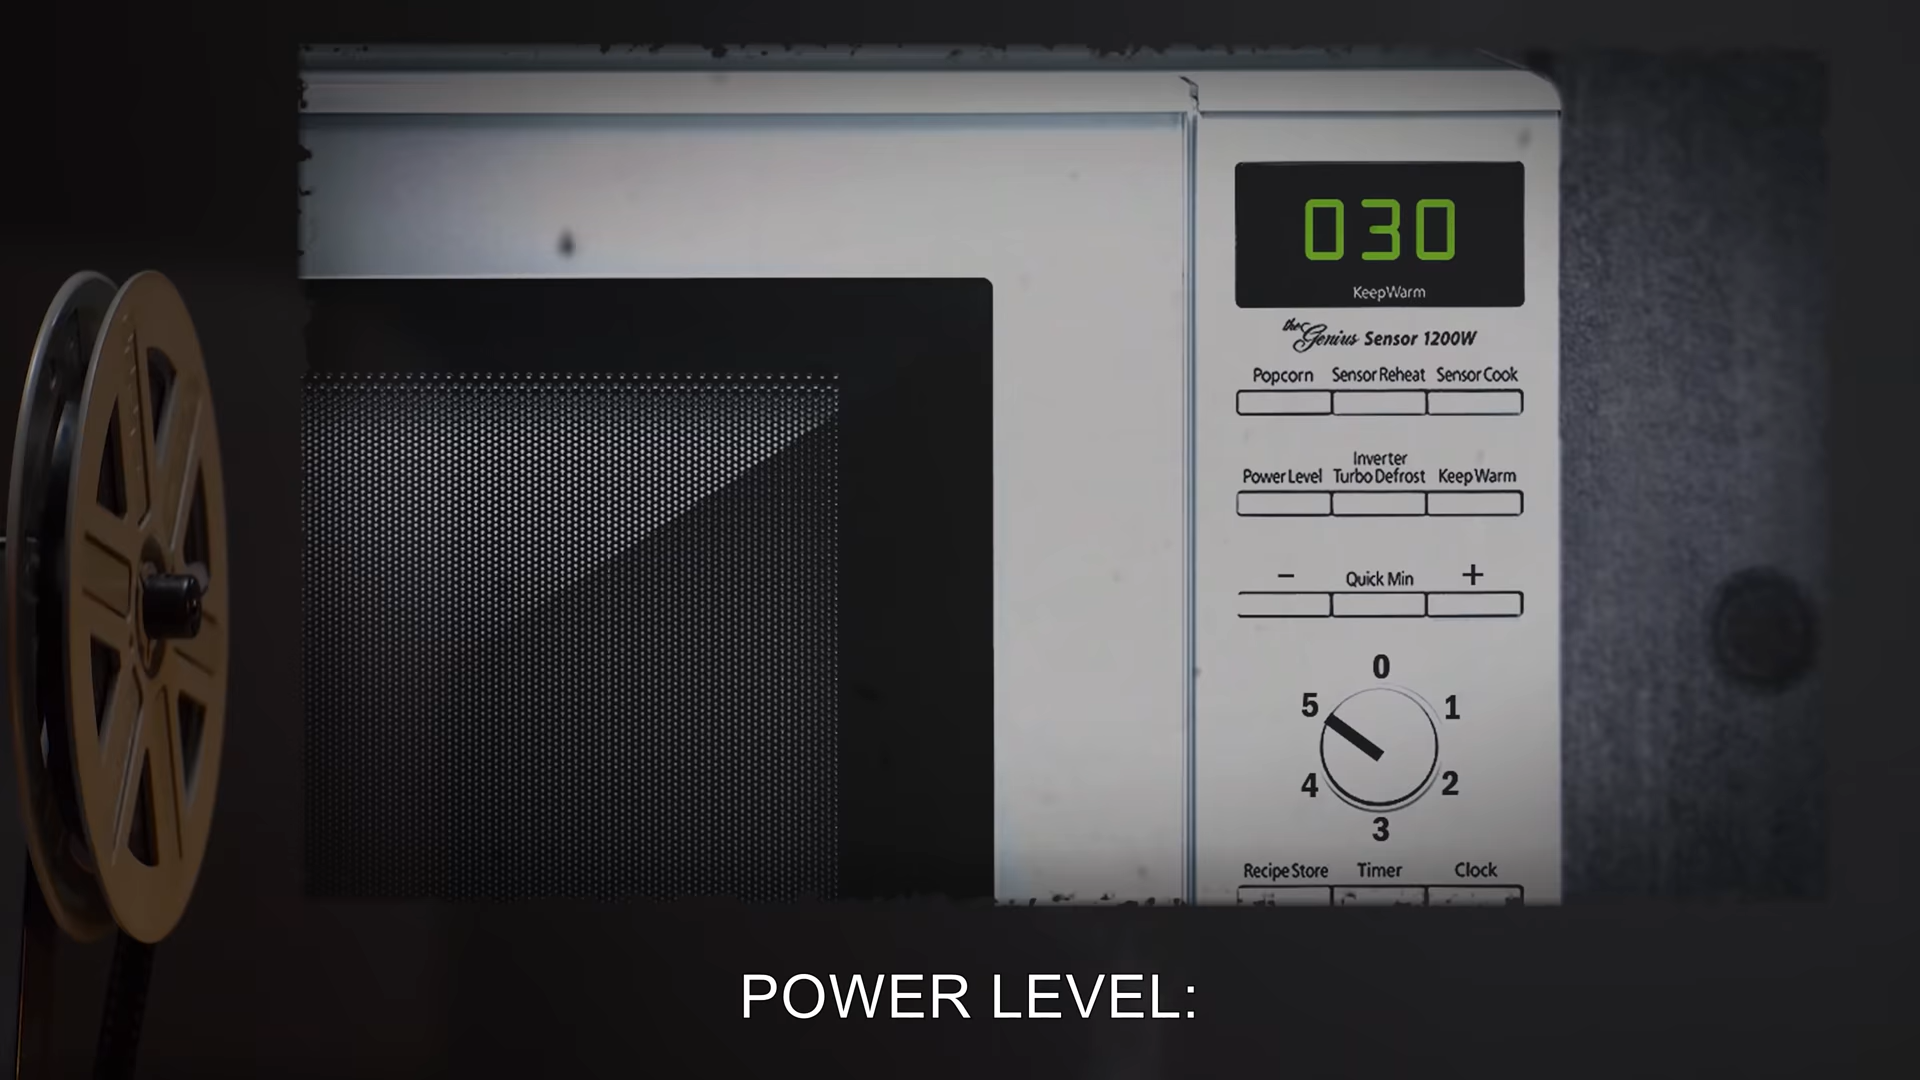 030
KeepWarm
the Genius Sensor 1200W
Popcorn Sensor Reheat Sensor Cook
Power Level Inverter Turbo Defrost Keep Warm
− Quick Min +
0
5 1
4 2
3
Recipe Store Timer Clock
POWER LEVEL: